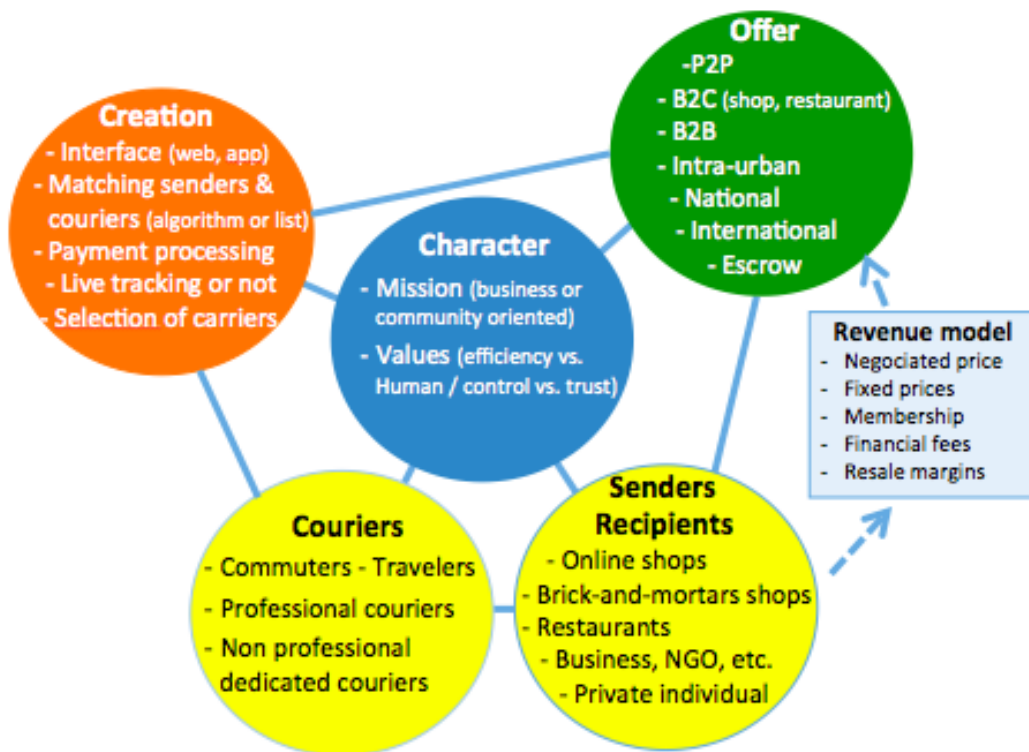 Offer
-P2P
- B2C (shop, restaurant)
- B2B
- Intra-urban
- National
- International
- Escrow
Creation
- Interface (web, app)
- Matching senders &
couriers (algorithm or list)
- Payment processing
- Live tracking or not
- Selection of carriers
Character
- Mission (business or
community oriented)
- Values (efficiency vs.
Human / control vs. trust)
Revenue model
- Negociated price
- Fixed prices
- Membership
- Financial fees
- Resale margins
Couriers
- Commuters - Travelers
- Professional couriers
- Non professional
dedicated couriers
Senders
Recipients
- Online shops
- Brick-and-mortars shops
- Restaurants
- Business, NGO, etc.
- Private individual